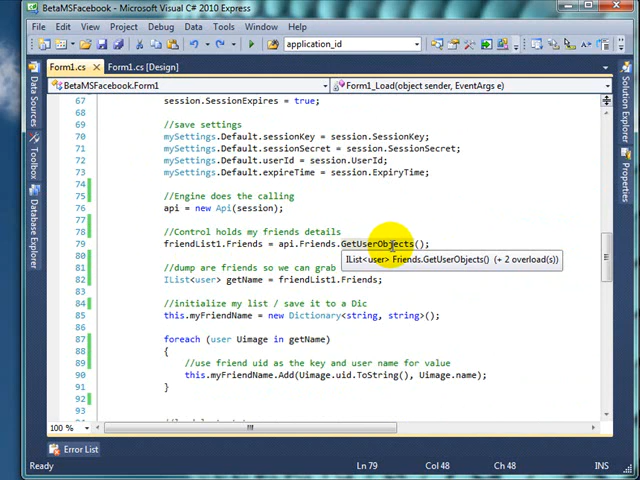 BetaMSFacebook - Microsoft Visual C# 2010 Express
File Edit View Project Debug Data Tools Window Help
application_id
Form1.cs Form1.cs [Design]
BetaMSFacebook.Form1 Form1_Load(object sender, EventArgs e)
Data Sources
Toolbox
Solution Explorer
Properties
67 session.SessionExpires = true;
68
69 //save settings
70 mySettings.Default.sessionKey = session.SessionKey;
71 mySettings.Default.sessionSecret = session.SessionSecret;
72 mySettings.Default.userId = session.UserId;
73 mySettings.Default.expireTime = session.ExpiryTime;
74
75 //Engine does the calling
76 api = new Api(session);
77
78 //Control holds my friends details
79 friendList1.Friends = api.Friends.GetUserObjects();
80 IList<user> Friends.GetUserObjects() (+ 2 overload(s))
81 //dump are friends so we can grab
82 IList<user> getName = friendList1.Friends;
83
84 //initialize my list / save it to a Dic
85 this.myFriendName = new Dictionary<string, string>();
86
87 foreach (user Uimage in getName)
88 {
89 //use friend uid as the key and user name for value
90 this.myFriendName.Add(Uimage.uid.ToString(), Uimage.name);
91 }
92
93
100 %
Error List
Ready Ln 79 Col 48 Ch 48 INS